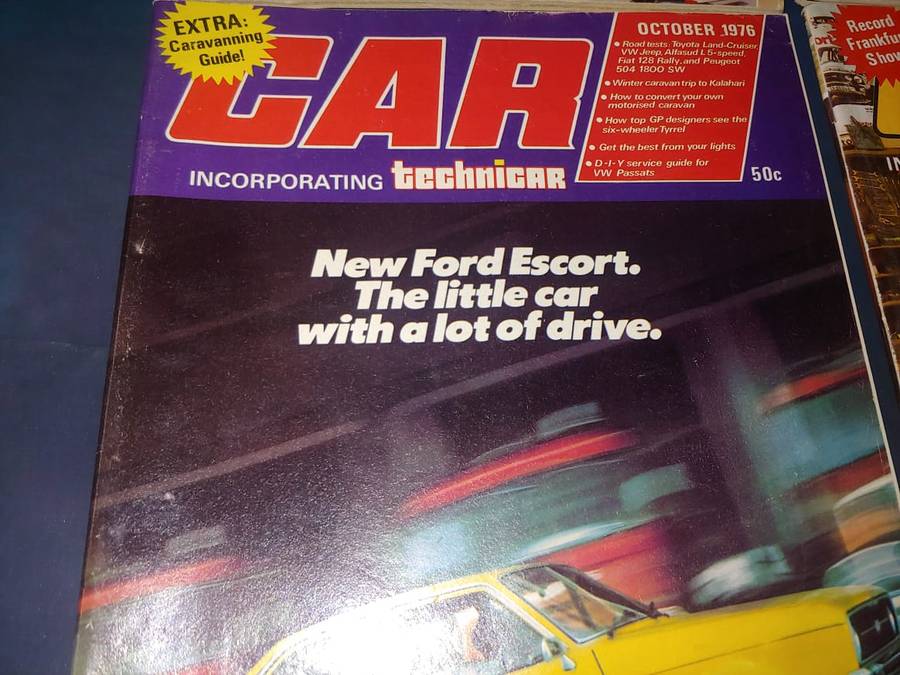 EXTRA:
Caravanning
Guide!
CAR
INCORPORATING technicar
OCTOBER 1976
• Road tests: Toyota Land-Cruiser,
VW Jeep, Alfasud L 5-speed,
Fiat 128 Rally, and Peugeot
504 1800 SW
• Winter caravan trip to Kalahari
• How to convert your own
motorised caravan
• How top GP designers see the
six-wheeler Tyrrel
• Get the best from your lights
• D-I-Y service guide for
VW Passats
50c
New Ford Escort.
The little car
with a lot of drive.
Record